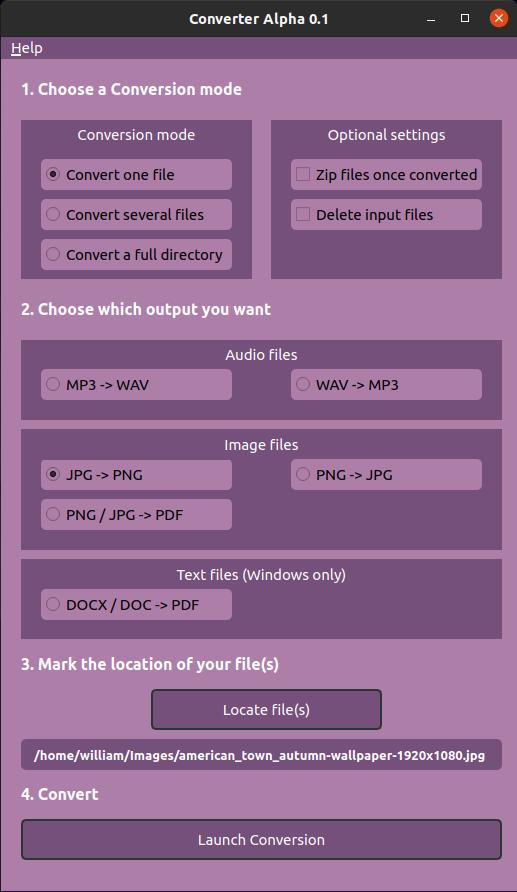 Converter Alpha 0.1
Help
1. Choose a Conversion mode
Conversion mode
Convert one file
Convert several files
Convert a full directory
Optional settings
Zip files once converted
Delete input files
2. Choose which output you want
Audio files
MP3 -> WAV
WAV -> MP3
Image files
JPG -> PNG
PNG -> JPG
PNG / JPG -> PDF
Text files (Windows only)
DOCX / DOC -> PDF
3. Mark the location of your file(s)
Locate file(s)
/home/william/Images/american_town_autumn-wallpaper-1920x1080.jpg
4. Convert
Launch Conversion